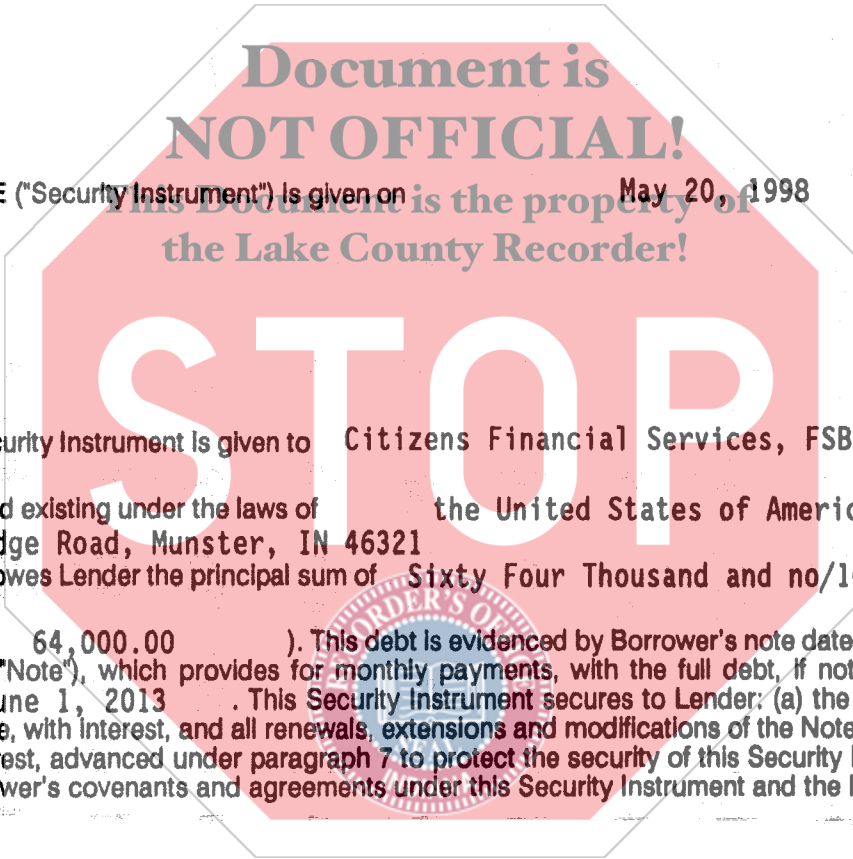 Document is
NOT OFFICIAL!
E ("Security Instrument") is given on May 20, 1998
This Document is the property of
the Lake County Recorder!
STOP
curity Instrument is given to Citizens Financial Services, FSB
d existing under the laws of the United States of Americ
dge Road, Munster, IN 46321
owes Lender the principal sum of Sixty Four Thousand and no/1
64,000.00 ). This debt is evidenced by Borrower's note date
"Note"), which provides for monthly payments, with the full debt, if not
une 1, 2013 . This Security Instrument secures to Lender: (a) the
e, with interest, and all renewals, extensions and modifications of the Note
est, advanced under paragraph 7 to protect the security of this Security
wer's covenants and agreements under this Security Instrument and the
RECORDER'S OFFICE
SEAL
INDIANA